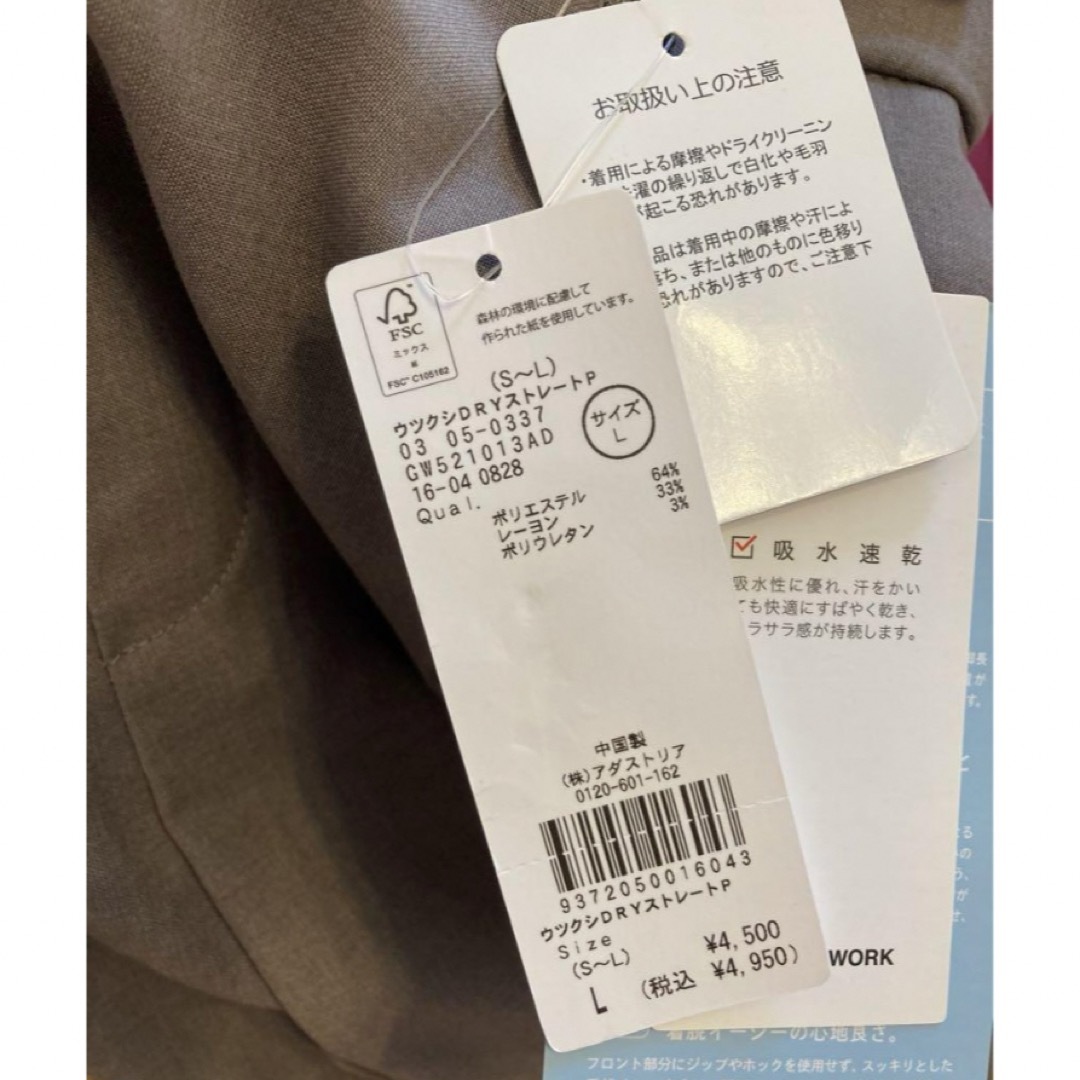 お取扱い上の注意
・着用による摩擦やドライクリーニン
濯の繰り返しで白化や毛羽
起こる恐れがあります。
品は着用中の摩擦や汗によ
落ち、または他のものに色移り
恐れがありますので、ご注意下
FSC
ミックス
紙
FSC® C105162
森林の環境に配慮して
作られた紙を使用しています。
(S〜L)
ウツクシDRYストレートP
03 05-0337
GW521013AD
16-04 0828
Qual.
サイズ
L
ポリエステル 64%
レーヨン 33%
ポリウレタン 3%
中国製
(株)アダストリア
0120-601-162
9372050016043
ウツクシDRYストレートP
Size
(S〜L)
L
¥4,500
(税込 ¥4,950)
吸水速乾
吸水性に優れ、汗をかい
ても快適にすばやく乾き、
ラサラ感が持続します。
WORK
着脱イージーの心地良さ。
フロント部分にジップやホックを使用せず、スッキリとした